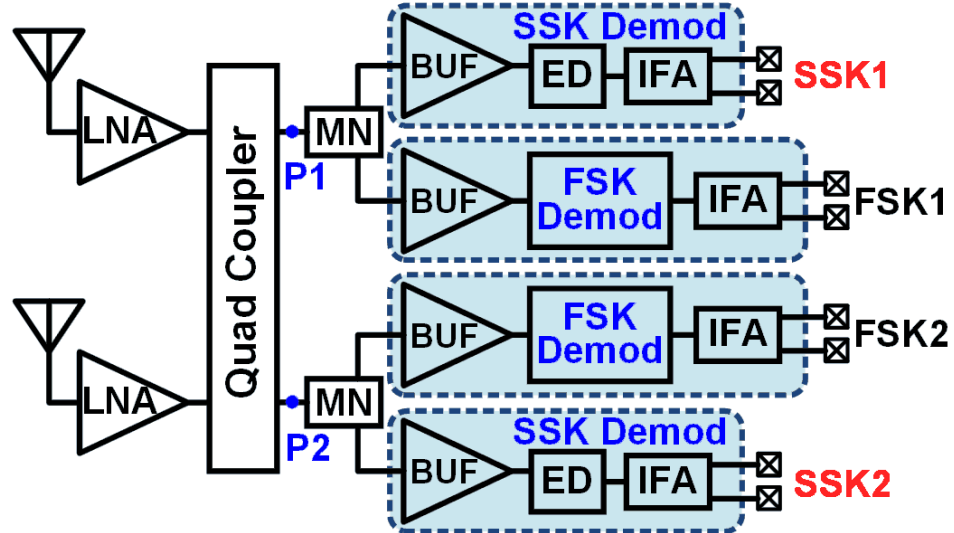 SSK Demod
BUF
ED
IFA
SSK1
LNA
MN
P1
BUF
FSK
Demod
IFA
FSK1
Quad Coupler
BUF
FSK
Demod
IFA
FSK2
LNA
MN
P2
SSK Demod
BUF
ED
IFA
SSK2